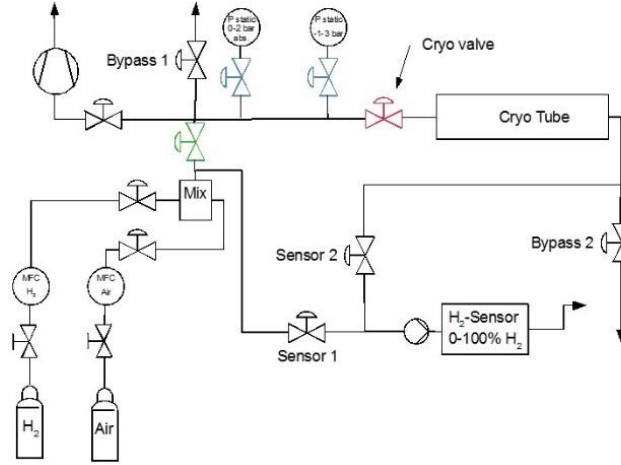 P static
0-2 bar
abs.
P static
-1-3 bar
Bypass 1
Cryo valve
Cryo Tube
Mix
Sensor 2
Bypass 2
MFC
H₂
MFC
Air
H₂-Sensor
0-100% H₂
Sensor 1
H₂
Air